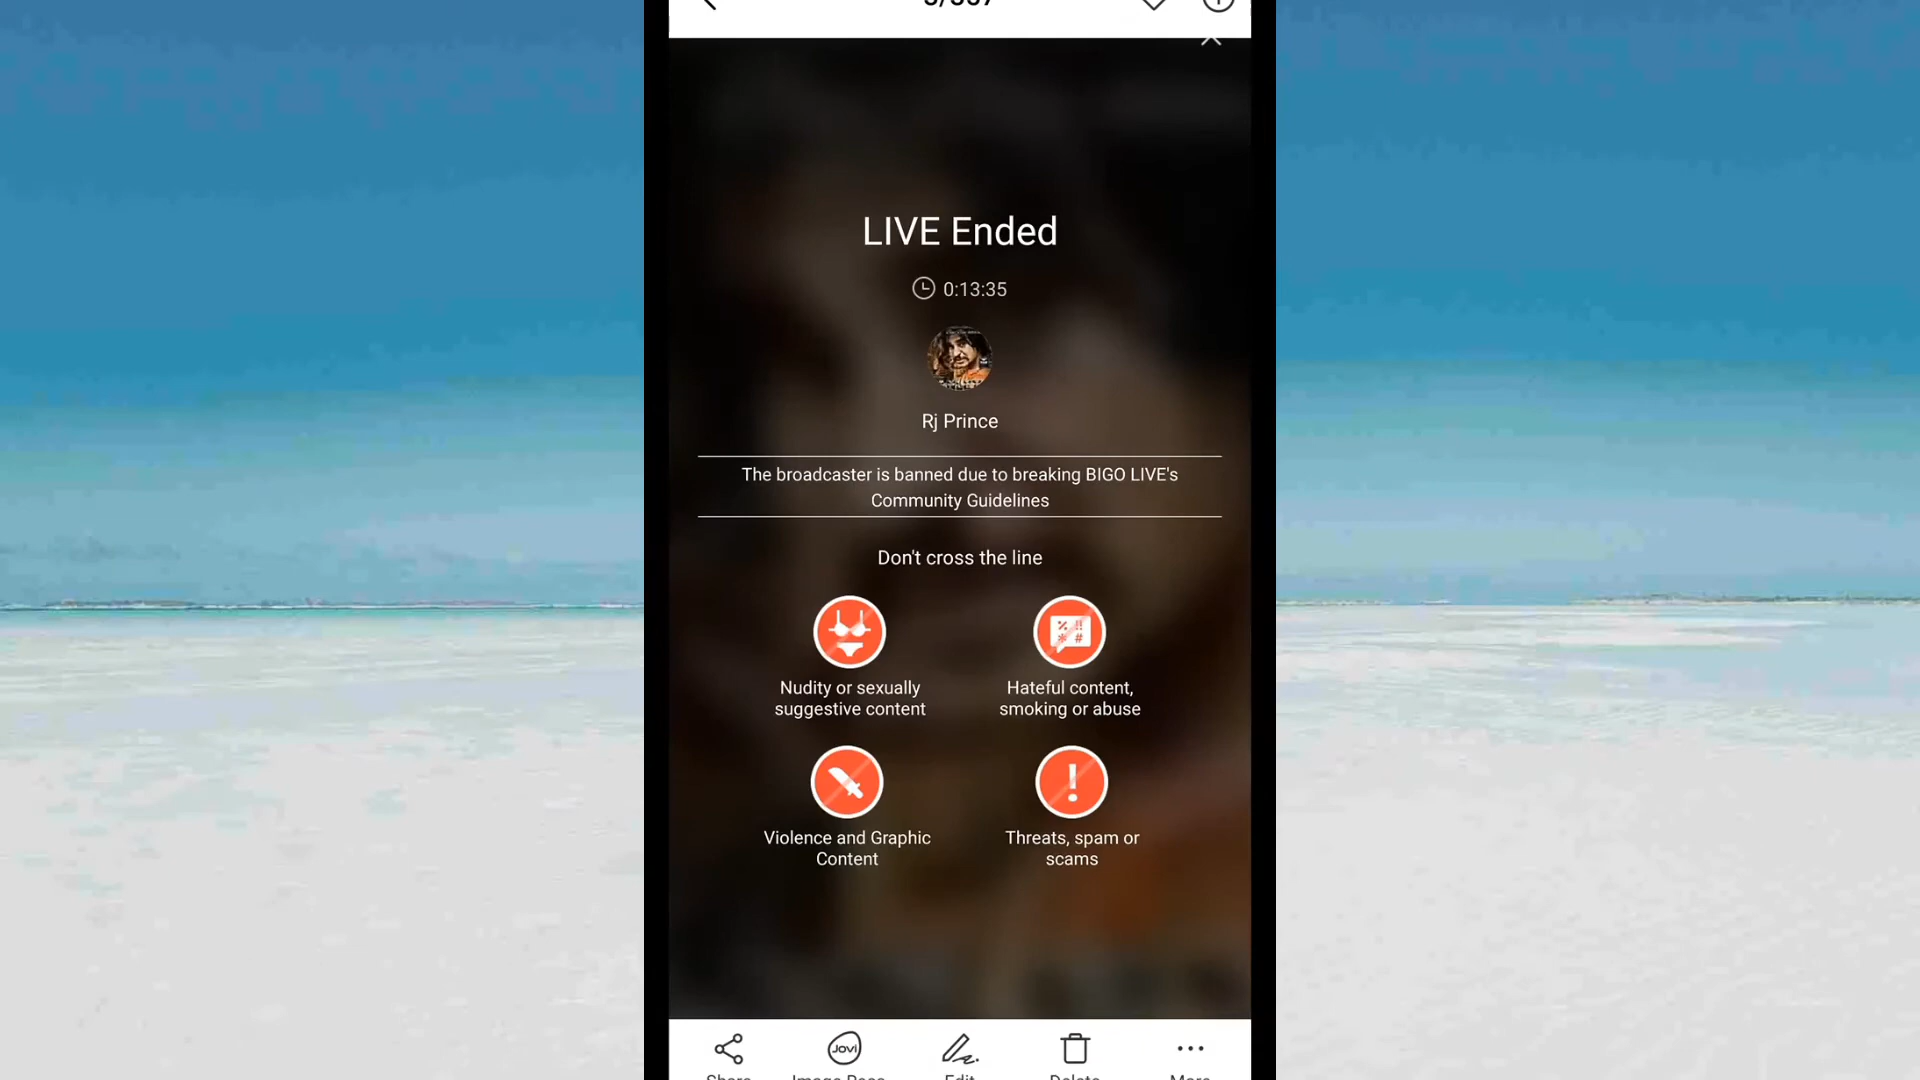 LIVE Ended
0:13:35
Rj Prince
The broadcaster is banned due to breaking BIGO LIVE's
Community Guidelines
Don't cross the line
Nudity or sexually
suggestive content
Hateful content,
smoking or abuse
Violence and Graphic
Content
Threats, spam or
scams
Jovi
Share
Edit
Delete
More